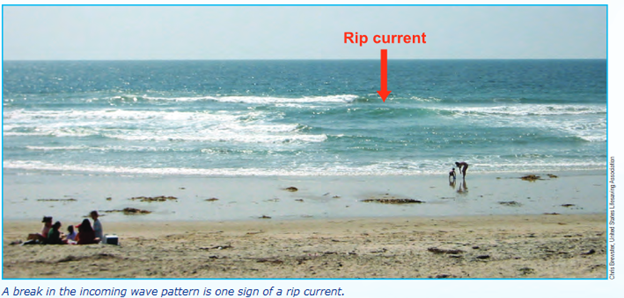 Rip current
Chris Brewster, United States Lifesaving Association
A break in the incoming wave pattern is one sign of a rip current.